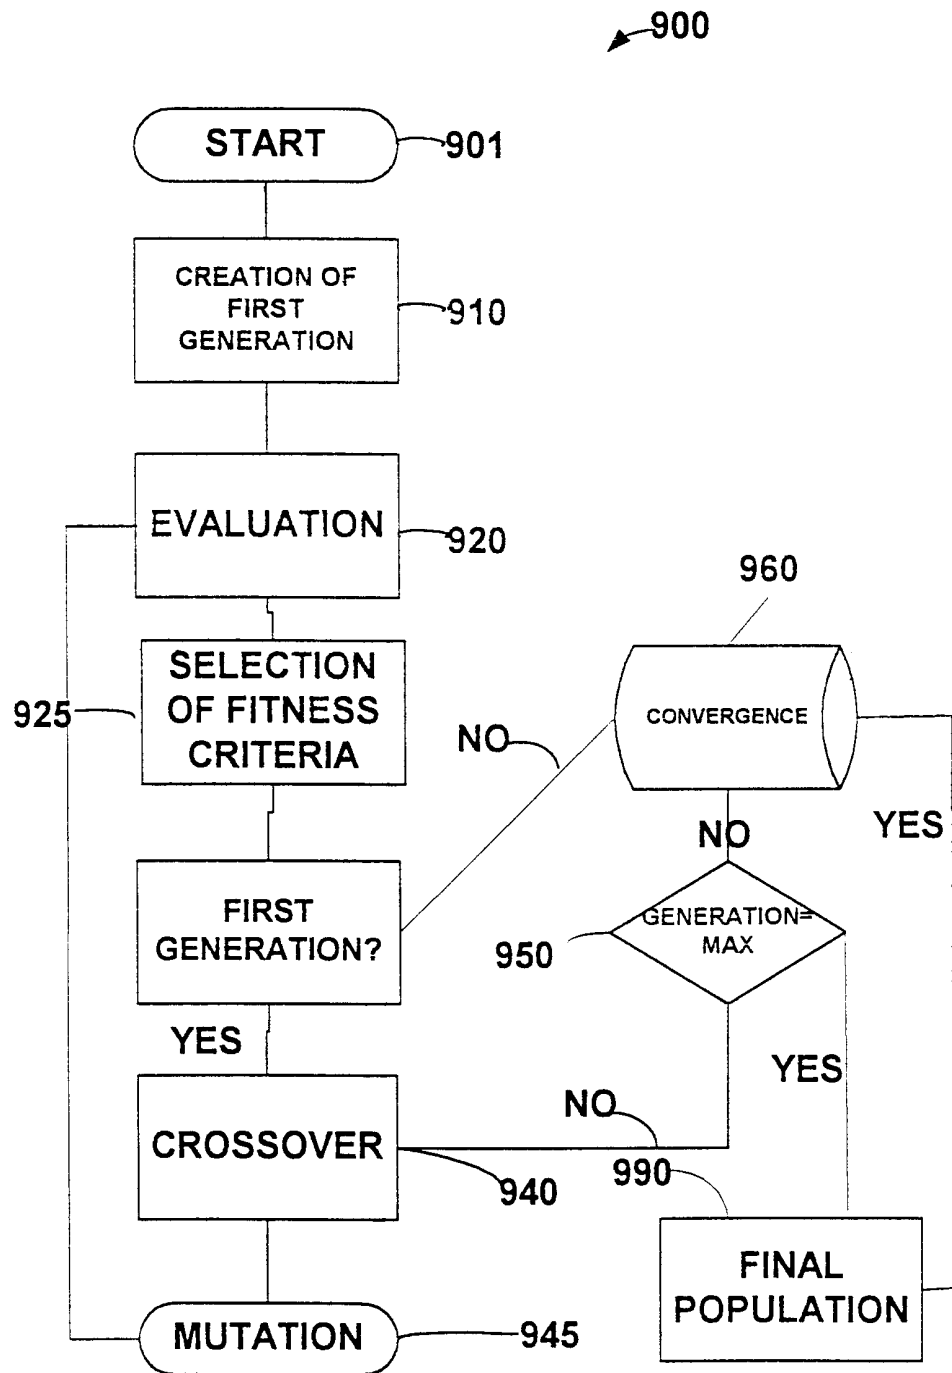 900
START
901
CREATION OF
FIRST
GENERATION
910
EVALUATION
920
960
SELECTION
OF FITNESS
CRITERIA
925
CONVERGENCE
NO
YES
NO
FIRST
GENERATION?
GENERATION=
MAX
950
YES
YES
NO
CROSSOVER
940
990
FINAL
POPULATION
MUTATION
945